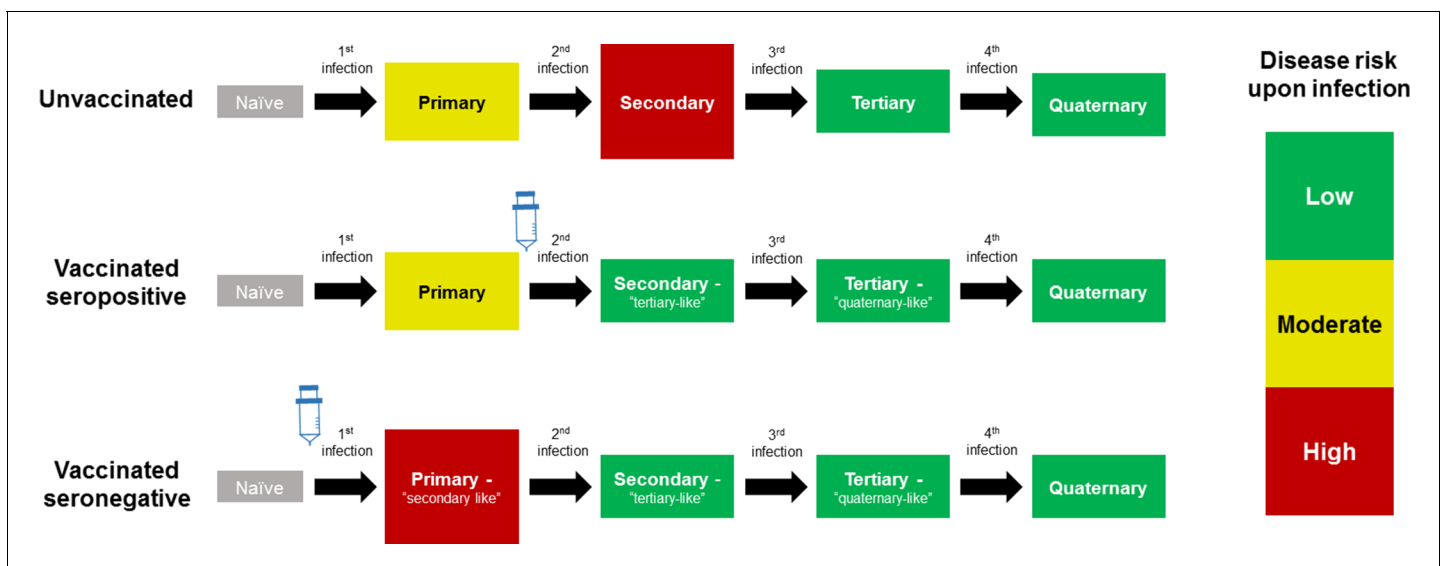 1st
infection
2nd
infection
3rd
infection
4th
infection
Unvaccinated
Naïve
Primary
Secondary
Tertiary
Quaternary
1st
infection
2nd
infection
3rd
infection
4th
infection
Vaccinated
seropositive
Naïve
Primary
Secondary -
“tertiary-like”
Tertiary -
“quaternary-like”
Quaternary
1st
infection
2nd
infection
3rd
infection
4th
infection
Vaccinated
seronegative
Naïve
Primary -
“secondary like”
Secondary -
“tertiary-like”
Tertiary -
“quaternary-like”
Quaternary
Disease risk
upon infection
Low
Moderate
High